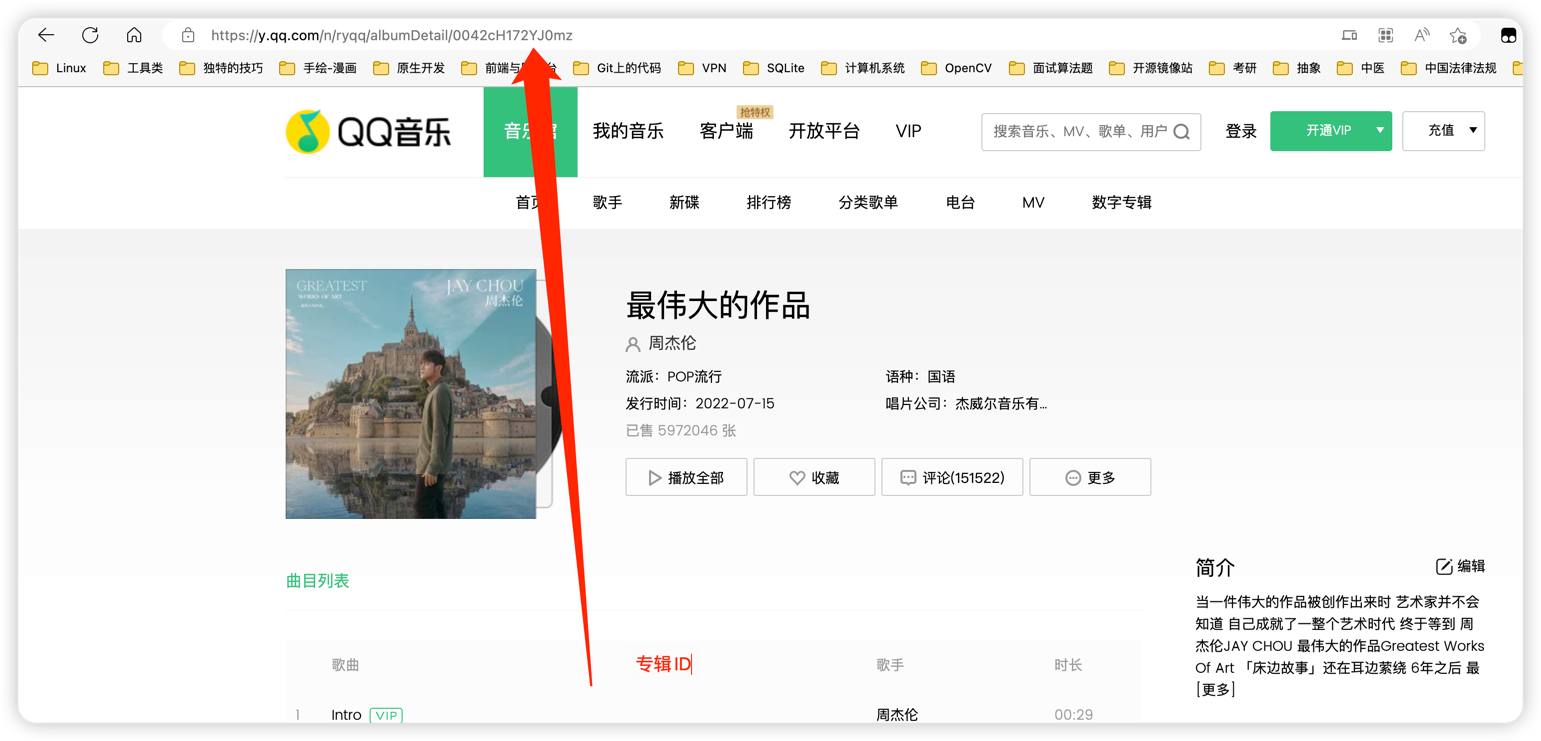 https://y.qq.com/n/ryqq/albumDetail/0042cH172YJ0mz
Linux 工具类 独特的技巧 手绘-漫画 原生开发 前端与 台 Git上的代码 VPN SQLite 计算机系统 OpenCV 面试算法题 开源镜像站 考研 抽象 中医 中国法律法规
抢特权
QQ音乐 音乐馆 我的音乐 客户端 开放平台 VIP 搜索音乐、MV、歌单、用户 登录 开通VIP 充值
首页 歌手 新碟 排行榜 分类歌单 电台 MV 数字专辑
GREATEST
WORKS OF ART
JAY CHOU
周杰伦
最伟大的作品
周杰伦
流派：POP流行 语种：国语
发行时间：2022-07-15 唱片公司：杰威尔音乐有...
已售 5972046 张
播放全部 收藏 评论(151522) 更多
曲目列表
歌曲 专辑ID 歌手 时长
1 Intro VIP 周杰伦 00:29
简介 编辑
当一件伟大的作品被创作出来时 艺术家并不会
知道 自己成就了一整个艺术时代 终于等到 周
杰伦JAY CHOU 最伟大的作品Greatest Works
Of Art 「床边故事」还在耳边萦绕 6年之后 最
[更多]